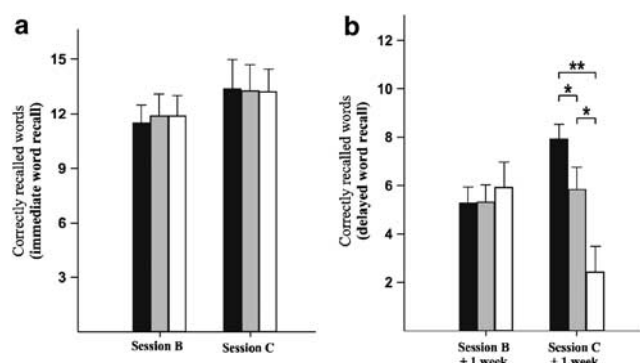 a
Correctly recalled words
(immediate word recall)
15
12
9
6
3
Session B
Session C
b
Correctly recalled words
(delayed word recall)
12
10
8
6
4
2
**
*
*
Session B
+ 1 week
Session C
+ 1 week